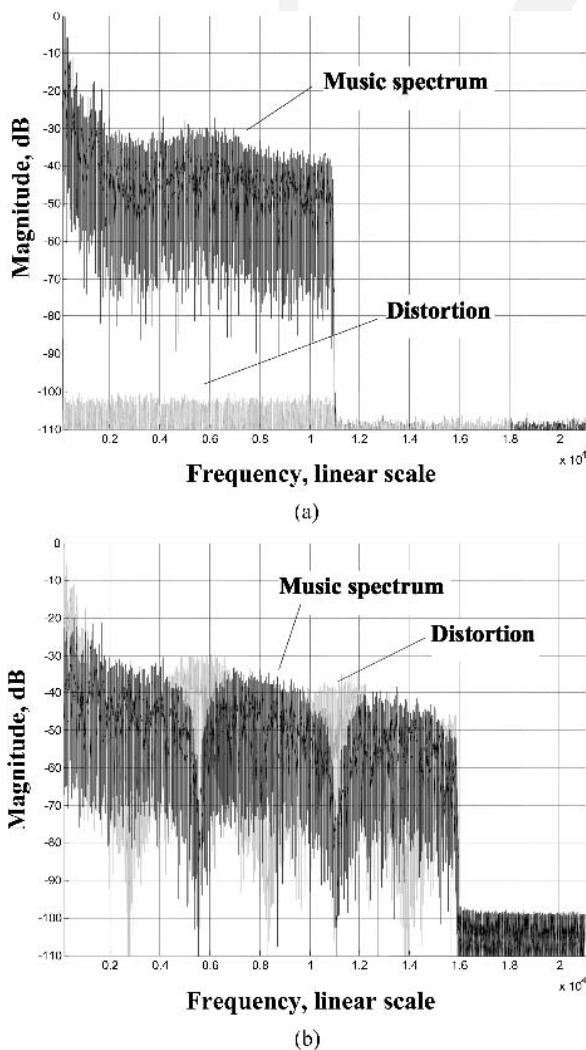 0
-10
-20
-30
-40
-50
-60
-70
-80
-90
-100
-110
Magnitude, dB
Music spectrum
Distortion
0.2 0.4 0.6 0.8 1 1.2 1.4 1.6 1.8 2
Frequency, linear scale
(a)
0
-10
-20
-30
-40
-50
-60
-70
-80
-90
-100
-110
Magnitude, dB
Music spectrum
Distortion
0.2 0.4 0.6 0.8 1 1.2 1.4 1.6 1.8 2
x 10⁴
Frequency, linear scale
(b)